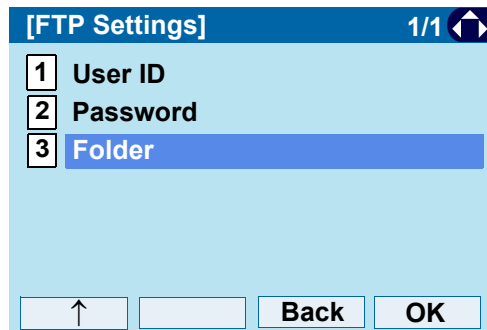 [FTP Settings] 1/1
1 User ID
2 Password
3 Folder
↑ Back OK